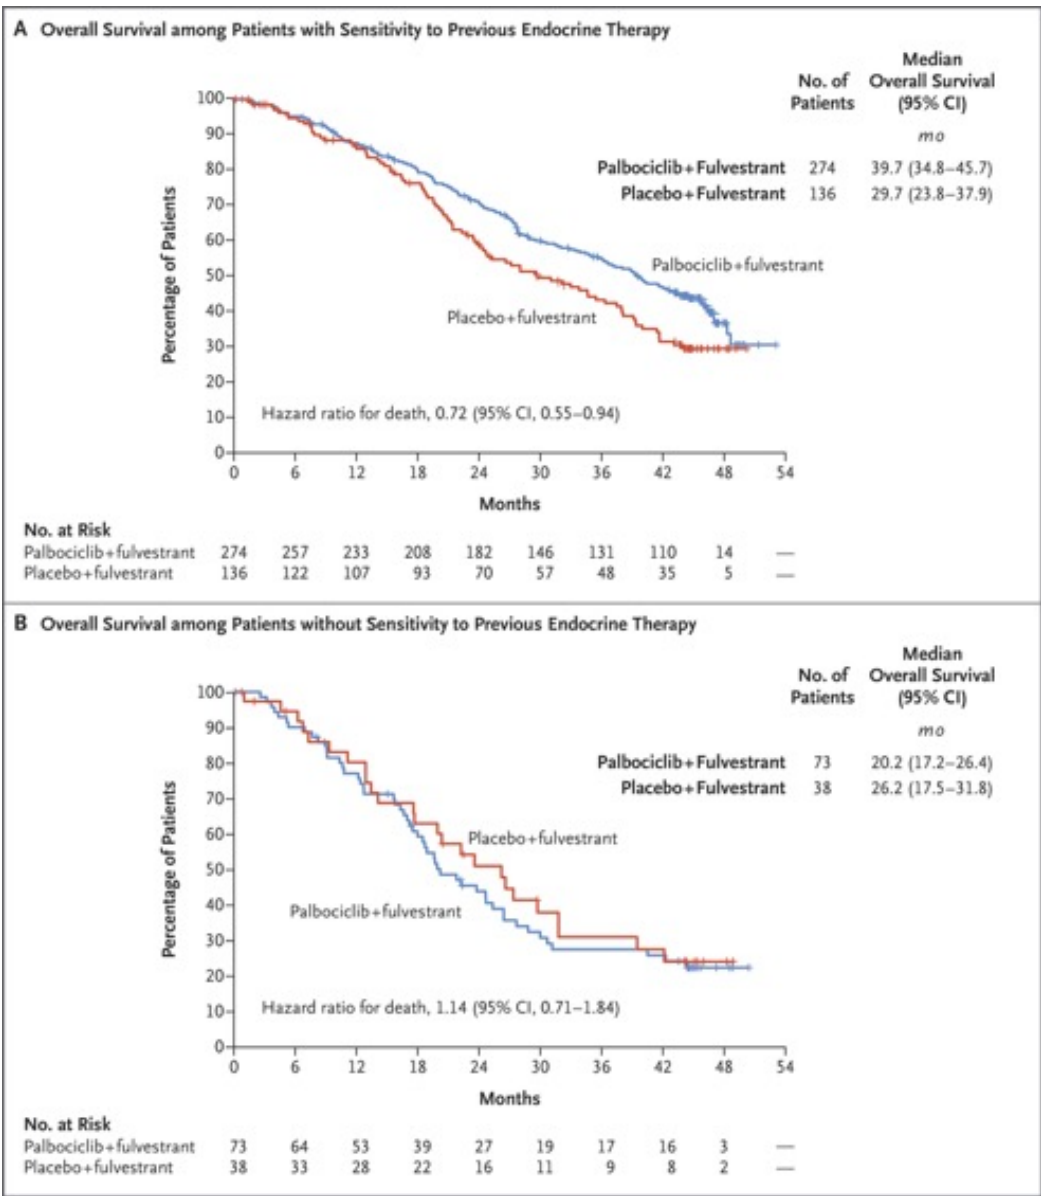 A Overall Survival among Patients with Sensitivity to Previous Endocrine Therapy
No. of Patients Median Overall Survival (95% CI)
mo
Palbociclib+Fulvestrant 274 39.7 (34.8–45.7)
Placebo+Fulvestrant 136 29.7 (23.8–37.9)
Percentage of Patients
100
90
80
70
60
50
40
30
20
10
0
Palbociclib+fulvestrant
Placebo+fulvestrant
Hazard ratio for death, 0.72 (95% CI, 0.55–0.94)
0 6 12 18 24 30 36 42 48 54
Months
No. at Risk
Palbociclib+fulvestrant 274 257 233 208 182 146 131 110 14 —
Placebo+fulvestrant 136 122 107 93 70 57 48 35 5 —
B Overall Survival among Patients without Sensitivity to Previous Endocrine Therapy
No. of Patients Median Overall Survival (95% CI)
mo
Palbociclib+Fulvestrant 73 20.2 (17.2–26.4)
Placebo+Fulvestrant 38 26.2 (17.5–31.8)
Percentage of Patients
100
90
80
70
60
50
40
30
20
10
0
Placebo+fulvestrant
Palbociclib+fulvestrant
Hazard ratio for death, 1.14 (95% CI, 0.71–1.84)
0 6 12 18 24 30 36 42 48 54
Months
No. at Risk
Palbociclib+fulvestrant 73 64 53 39 27 19 17 16 3 —
Placebo+fulvestrant 38 33 28 22 16 11 9 8 2 —